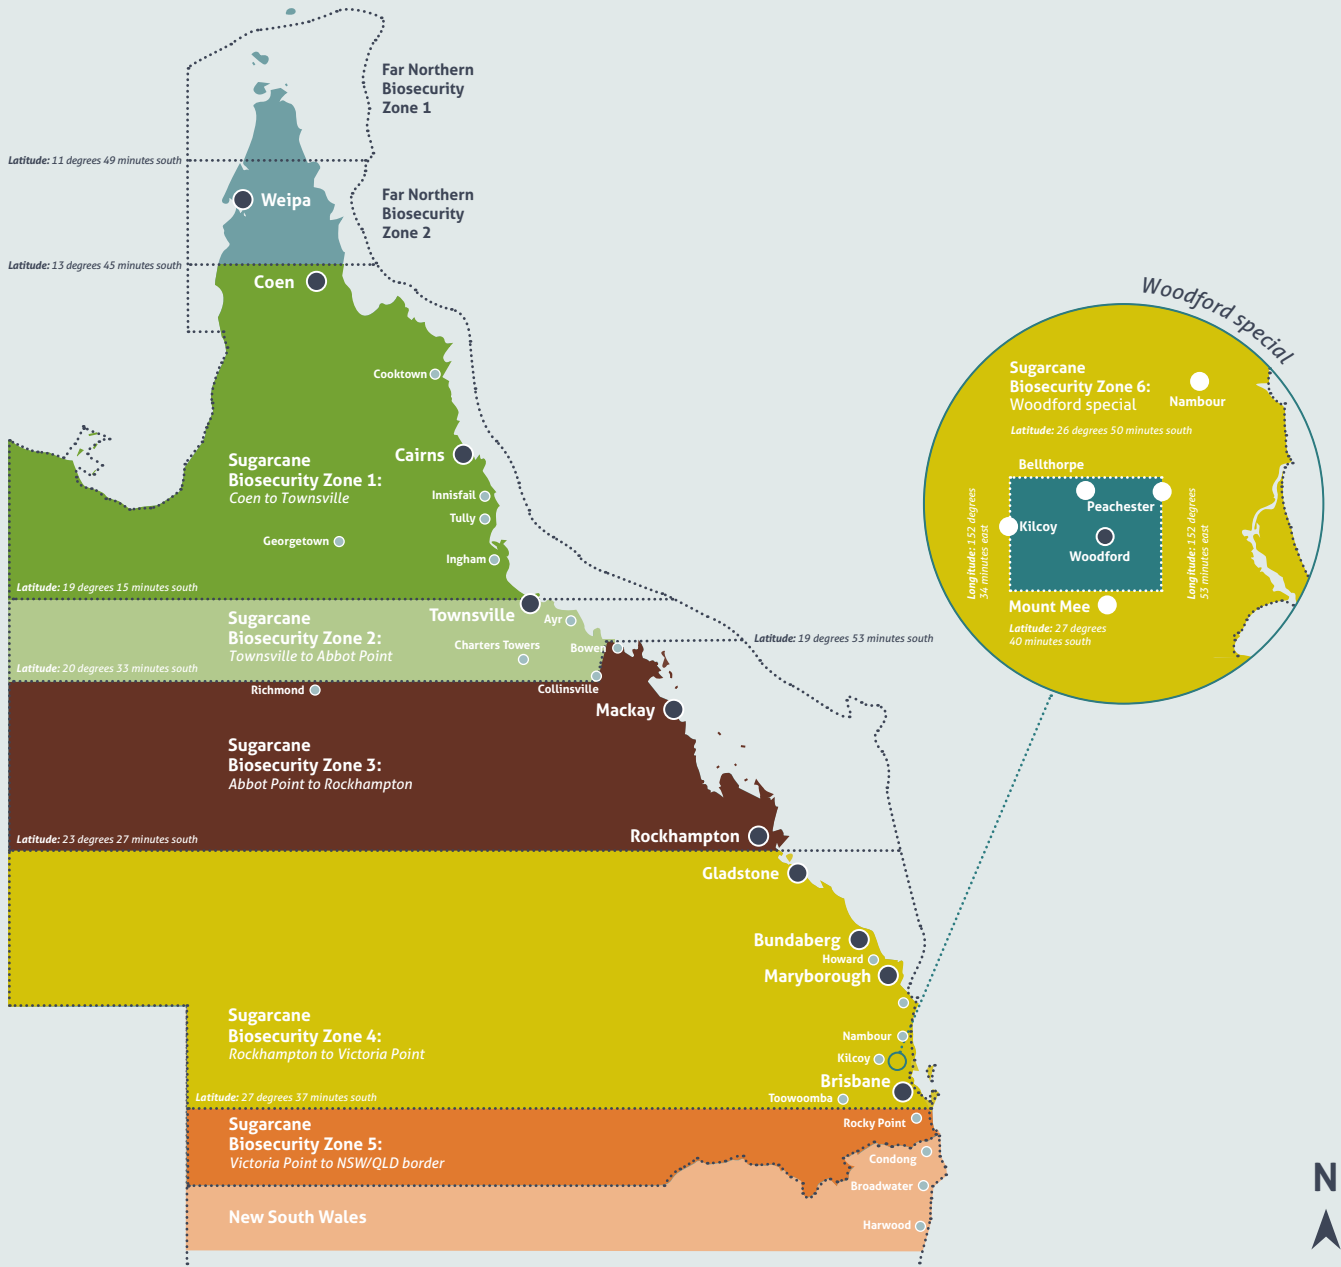 Far Northern
Biosecurity
Zone 1
Latitude: 11 degrees 49 minutes south
Weipa
Far Northern
Biosecurity
Zone 2
Latitude: 13 degrees 45 minutes south
Coen
Cooktown
Cairns
Sugarcane
Biosecurity Zone 1:
Coen to Townsville
Innisfail
Tully
Georgetown
Ingham
Latitude: 19 degrees 15 minutes south
Townsville
Sugarcane
Biosecurity Zone 2:
Townsville to Abbot Point
Ayr
Charters Towers
Bowen
Latitude: 19 degrees 53 minutes south
Latitude: 20 degrees 33 minutes south
Richmond
Collinsville
Mackay
Sugarcane
Biosecurity Zone 3:
Abbot Point to Rockhampton
Rockhampton
Latitude: 23 degrees 27 minutes south
Gladstone
Bundaberg
Howard
Maryborough
Sugarcane
Biosecurity Zone 4:
Rockhampton to Victoria Point
Nambour
Kilcoy
Brisbane
Toowoomba
Latitude: 27 degrees 37 minutes south
Sugarcane
Biosecurity Zone 5:
Victoria Point to NSW/QLD border
Rocky Point
Condong
Broadwater
New South Wales
Harwood
Woodford special
Sugarcane
Biosecurity Zone 6:
Woodford special
Nambour
Latitude: 26 degrees 50 minutes south
Bellthorpe
Peachester
Kilcoy
Woodford
Longitude: 152 degrees
34 minutes east
Longitude: 152 degrees
53 minutes east
Mount Mee
Latitude: 27 degrees
40 minutes south
N